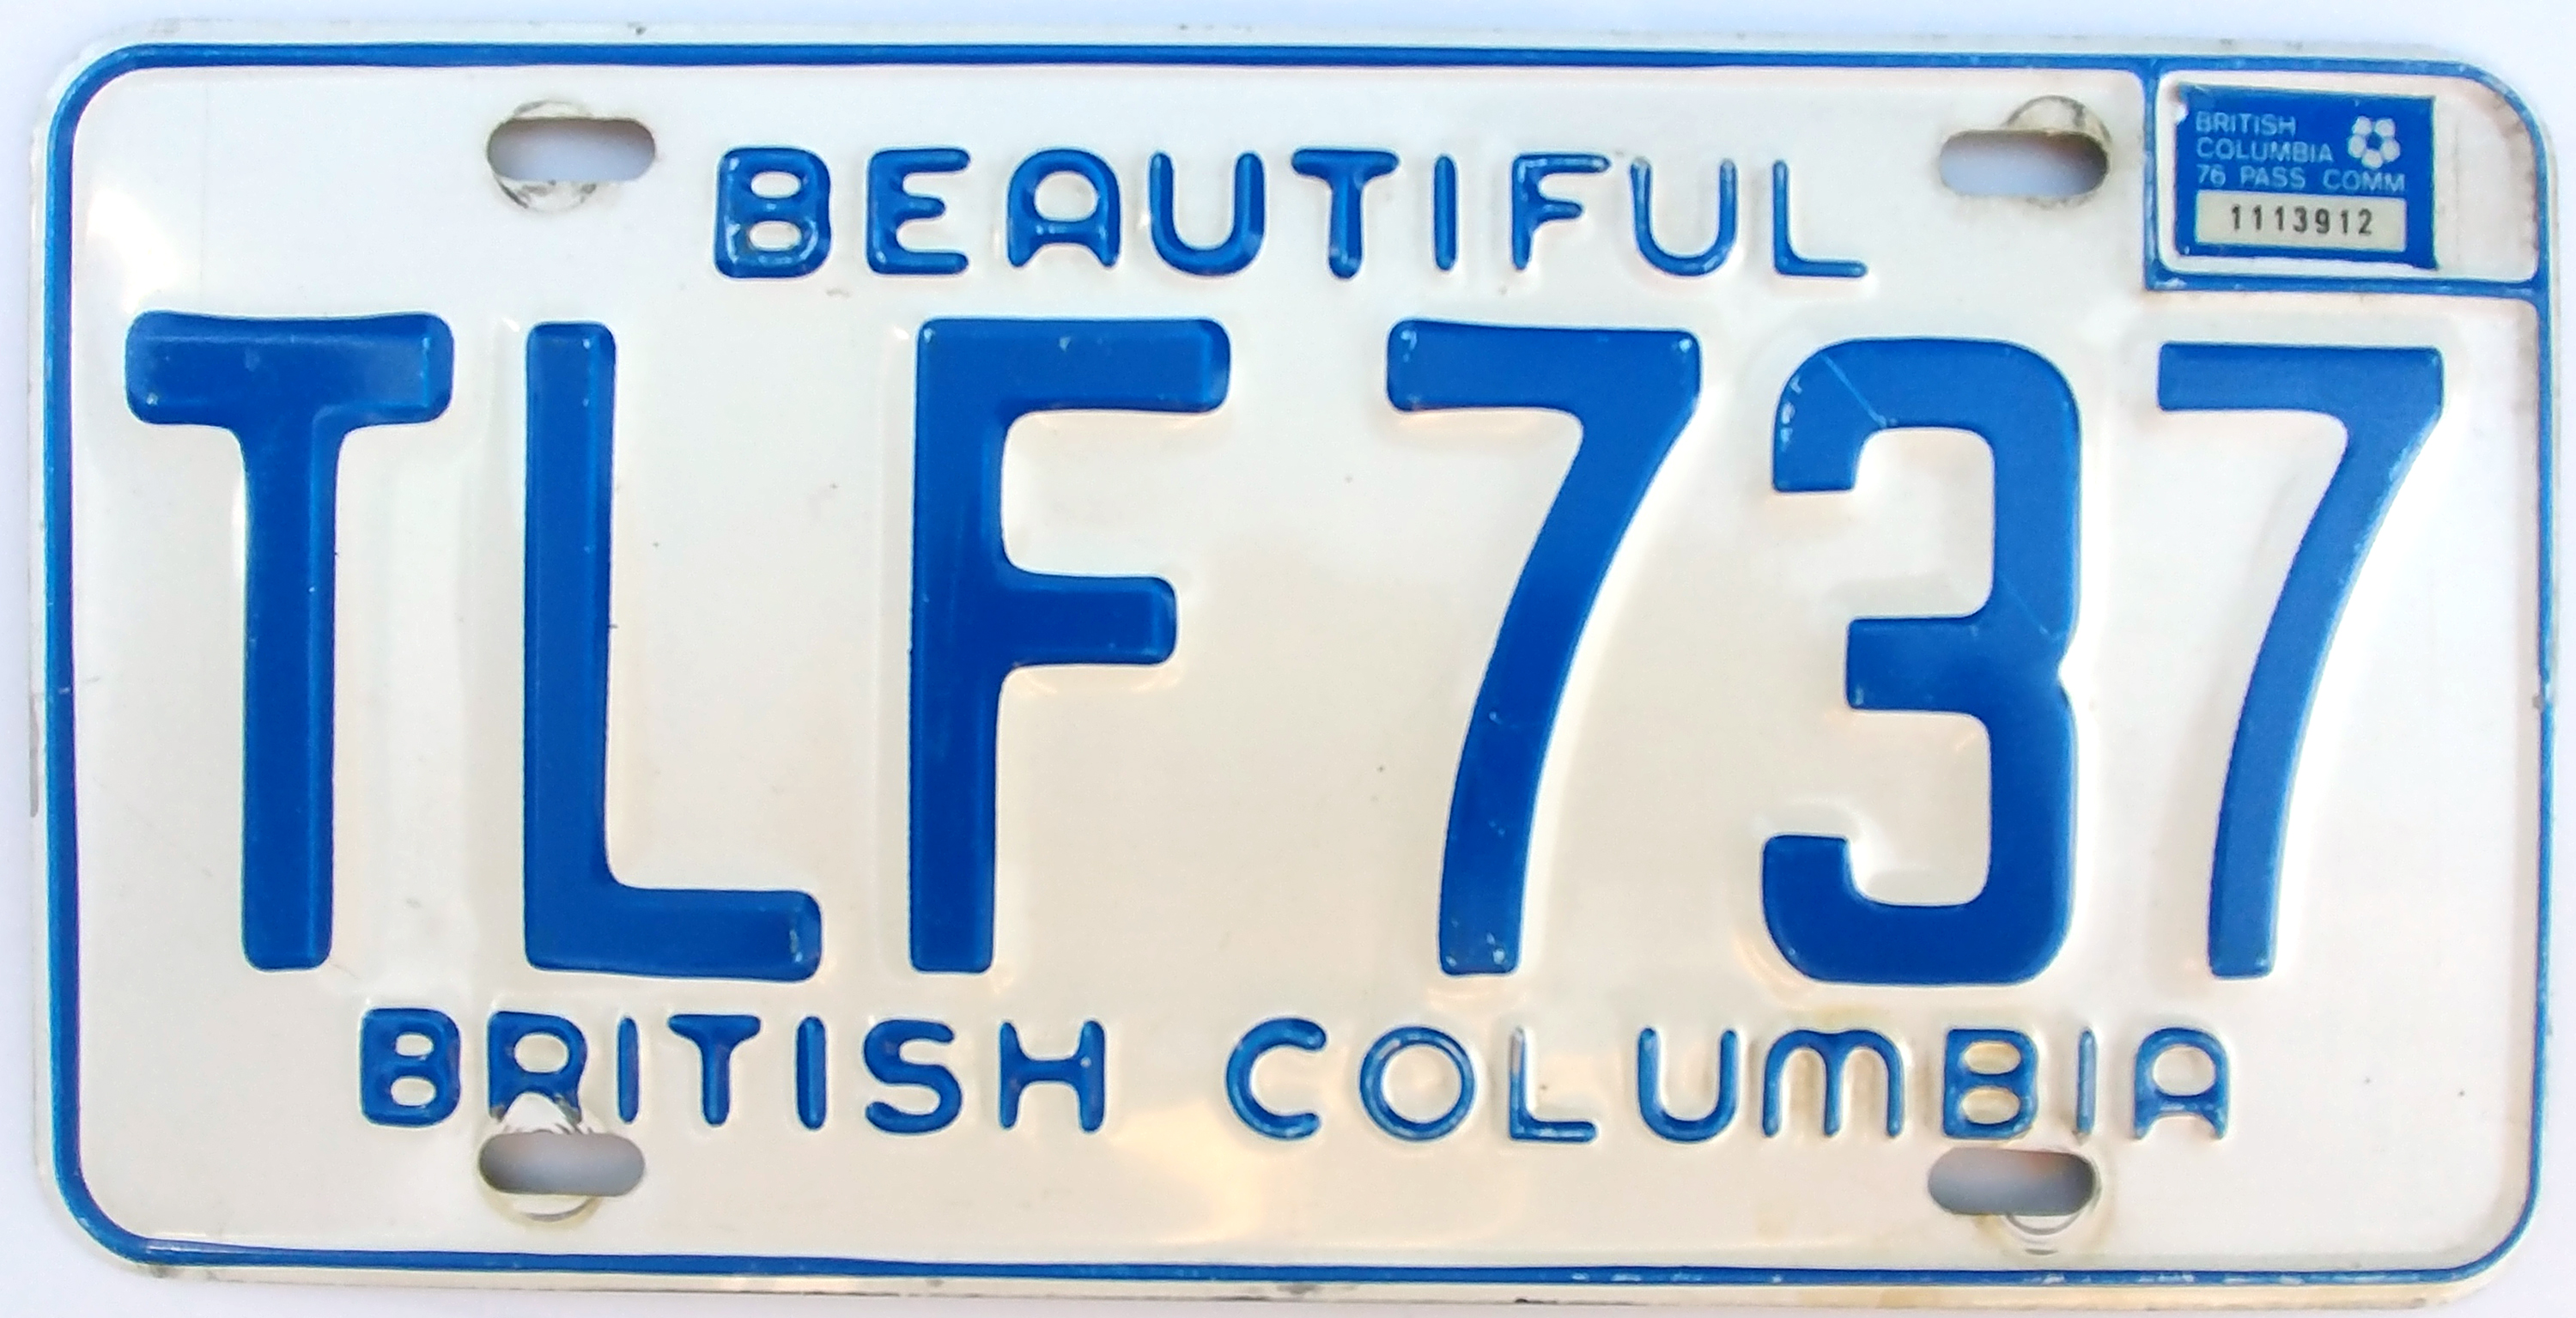 BEAUTIFUL
BRITISH
COLUMBIA
76 PASS COMM
1113912
TLF 737
BRITISH COLUMBIA